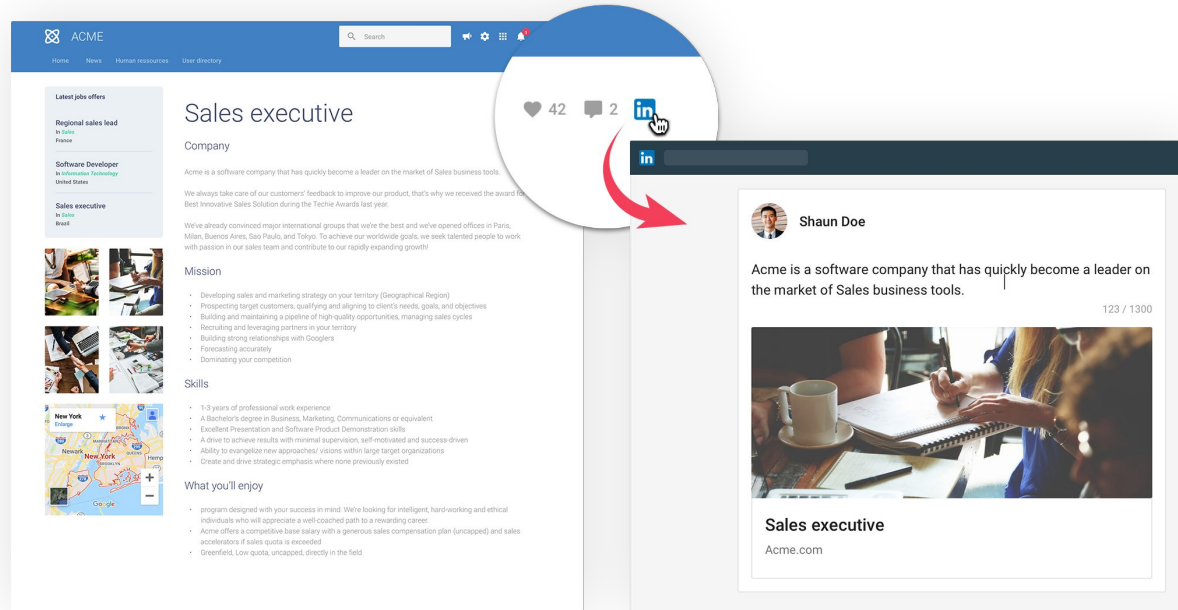 ACME
Search
1
Home News Human ressources User directory
Latest jobs offers
Regional sales lead
In Sales
France
Software Developer
In Information Technology
United States
Sales executive
In Sales
Brazil
New York
Enlarge
Newark
MANHATTAN
New York
QUEENS
BROOKLYN
Hemp
278
Google
Sales executive
Company
Acme is a software company that has quickly become a leader on the market of Sales business tools.
We always take care of our customers' feedback to improve our product, that's why we received the award for
Best Innovative Sales Solution during the Techie Awards last year.
We've already convinced major international groups that we're the best and we've opened offices in Paris,
Milan, Buenos Aires, Sao Paulo, and Tokyo. To achieve our worldwide goals, we seek talented people to work
with passion in our sales team and contribute to our rapidly expanding growth!
Mission
• Developing sales and marketing strategy on your territory (Geographical Region)
• Prospecting target customers, qualifying and aligning to client's needs, goals, and objectives
• Building and maintaining a pipeline of high-quality opportunities, managing sales cycles
• Recruiting and leveraging partners in your territory
• Building strong relationships with Googlers
• Forecasting accurately
• Dominating your competition
Skills
• 1-3 years of professional work experience
• A Bachelor's degree in Business, Marketing, Communications or equivalent
• Excellent Presentation and Software Product Demonstration skills
• A drive to achieve results with minimal supervision, self-motivated and success-driven
• Ability to evangelize new approaches/ visions within large target organizations
• Create and drive strategic emphasis where none previously existed
What you'll enjoy
• program designed with your success in mind. We're looking for intelligent, hard-working and ethical
individuals who will appreciate a well-coached path to a rewarding career.
• Acme offers a competitive base salary with a generous sales compensation plan (uncapped) and sales
accelerators if sales quota is exceeded
• Greenfield, Low quota, uncapped, directly in the field
42 2 in
in
Shaun Doe
Acme is a software company that has quickly become a leader on
the market of Sales business tools.
123 / 1300
Sales executive
Acme.com